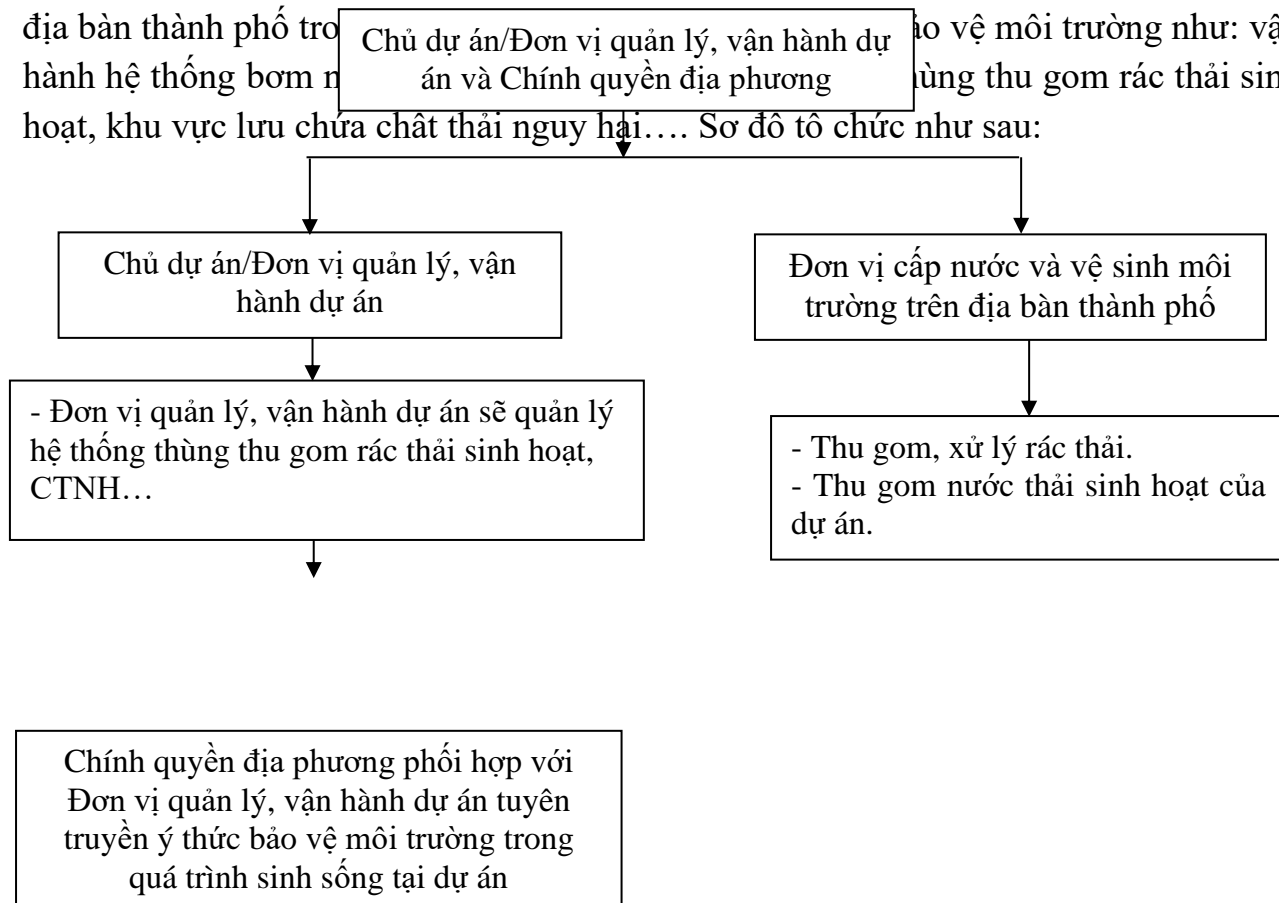 địa bàn thành phố
bảo vệ môi trường như:
hành hệ thống bơm
thùng thu gom rác thải
hoạt, khu vực lưu chứa chất thải nguy hại…. Sơ đồ tổ chức như sau:
Chủ dự án/Đơn vị quản lý, vận hành dự
án và Chính quyền địa phương
Chủ dự án/Đơn vị quản lý, vận
hành dự án
Đơn vị cấp nước và vệ sinh môi
trường trên địa bàn thành phố
- Đơn vị quản lý, vận hành dự án sẽ quản lý
hệ thống thùng thu gom rác thải sinh hoạt,
CTNH…
- Thu gom, xử lý rác thải.
- Thu gom nước thải sinh hoạt của
dự án.
Chính quyền địa phương phối hợp với
Đơn vị quản lý, vận hành dự án tuyên
truyền ý thức bảo vệ môi trường trong
quá trình sinh sống tại dự án